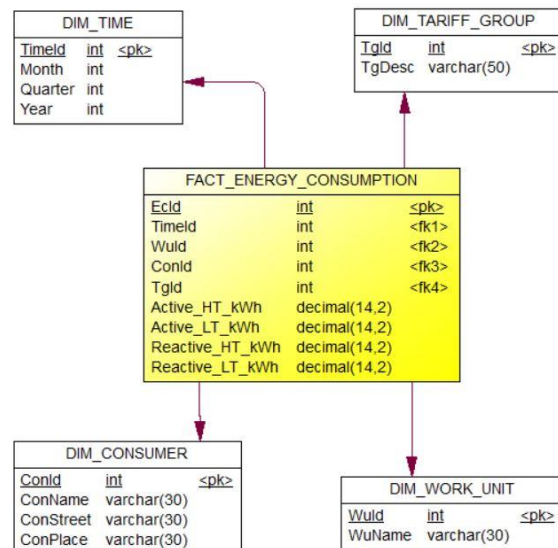 DIM_TIME
TimeId int <pk>
Month int
Quarter int
Year int
DIM_TARIFF_GROUP
TgId int <pk>
TgDesc varchar(50)
FACT_ENERGY_CONSUMPTION
EcId int <pk>
TimeId int <fk1>
WuId int <fk2>
ConId int <fk3>
TgId int <fk4>
Active_HT_kWh decimal(14,2)
Active_LT_kWh decimal(14,2)
Reactive_HT_kWh decimal(14,2)
Reactive_LT_kWh decimal(14,2)
DIM_CONSUMER
ConId int <pk>
ConName varchar(30)
ConStreet varchar(30)
ConPlace varchar(30)
DIM_WORK_UNIT
WuId int <pk>
WuName varchar(30)